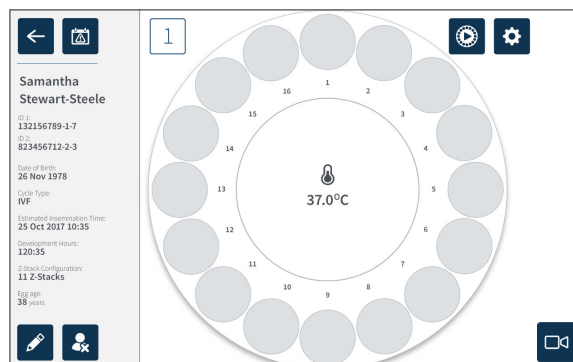 1
Samantha
Stewart-Steele
ID 1:
132156789-1-7
ID 2:
823456712-2-3
Date of Birth:
26 Nov 1978
Cycle Type:
IVF
Estimated Insemination Time:
25 Oct 2017 10:35
Development Hours:
120:35
Z-Stack Configuration:
11 Z-Stacks
Egg age:
38 years
1
2
3
4
5
6
7
8
9
10
11
12
13
14
15
16
37.0°C